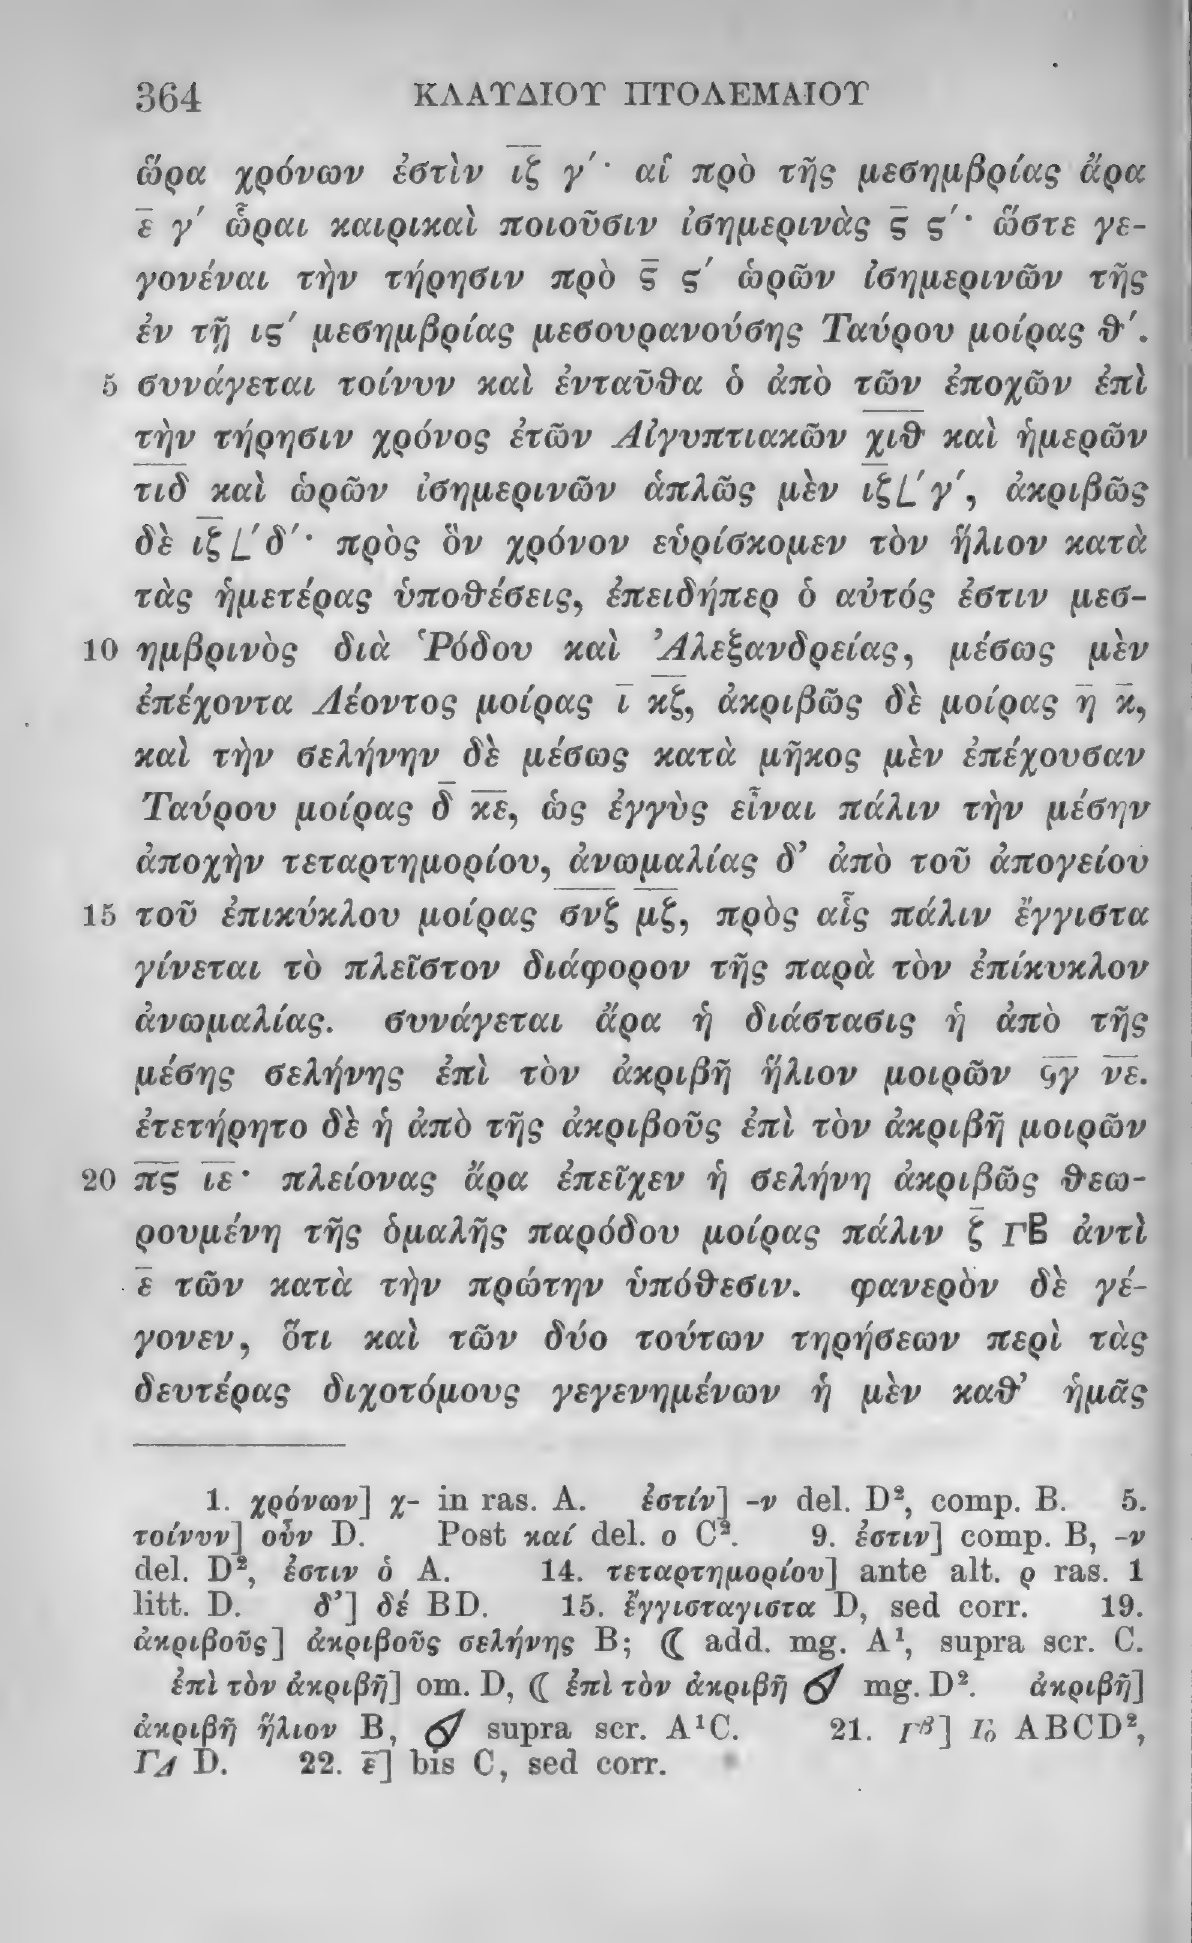 364 ΚΛΑΥΔΙΟΥ ΠΤΟΛΕΜΑΙΟΥ
ὥρα χρόνων ἐστὶν ιζ̅ γ′· αἱ πρὸ τῆς μεσημβρίας ἄρα
ε̅ γ′ ὧραι καιρικαὶ ποιοῦσιν ἰσημερινὰς ϛ̅ ϛ′· ὥστε γε-
γονέναι τὴν τήρησιν πρὸ ϛ̅ ϛ′ ὡρῶν ἰσημερινῶν τῆς
ἐν τῇ ιϛ′ μεσημβρίας μεσουρανούσης Ταύρου μοίρας θ′.
5 συνάγεται τοίνυν καὶ ἐνταῦθα ὁ ἀπὸ τῶν ἐποχῶν ἐπὶ
τὴν τήρησιν χρόνος ἐτῶν Αἰγυπτιακῶν χ̅ι̅θ̅ καὶ ἡμερῶν
τ̅ι̅δ̅ καὶ ὡρῶν ἰσημερινῶν ἁπλῶς μὲν ι̅ζ̅ 𐅵′ γ′, ἀκριβῶς
δὲ ι̅ζ̅ 𐅵′ δ′· πρὸς ὃν χρόνον εὑρίσκομεν τὸν ἥλιον κατὰ
τὰς ἡμετέρας ὑποθέσεις, ἐπειδήπερ ὁ αὐτός ἐστιν μεσ-
10 ημβρινὸς διὰ Ῥόδου καὶ Ἀλεξανδρείας, μέσως μὲν
ἐπέχοντα Λέοντος μοίρας ι̅ κ̅ζ̅, ἀκριβῶς δὲ μοίρας η̅ κ̅,
καὶ τὴν σελήνην δὲ μέσως κατὰ μῆκος μὲν ἐπέχουσαν
Ταύρου μοίρας δ̅ κ̅ε̅, ὡς ἐγγὺς εἶναι πάλιν τὴν μέσην
ἀποχὴν τεταρτημορίου, ἀνωμαλίας δ’ ἀπὸ τοῦ ἀπογείου
15 τοῦ ἐπικύκλου μοίρας σ̅ν̅ζ̅ μ̅ζ̅, πρὸς αἷς πάλιν ἔγγιστα
γίνεται τὸ πλεῖστον διάφορον τῆς παρὰ τὸν ἐπίκυκλον
ἀνωμαλίας. συνάγεται ἄρα ἡ διάστασις ἡ ἀπὸ τῆς
μέσης σελήνης ἐπὶ τὸν ἀκριβῆ ἥλιον μοιρῶν ϟ̅γ̅ ν̅ε̅.
ἐτετήρητο δὲ ἡ ἀπὸ τῆς ἀκριβοῦς ἐπὶ τὸν ἀκριβῆ μοιρῶν
20 π̅ϛ̅ ι̅ε̅· πλείονας ἄρα ἐπεῖχεν ἡ σελήνη ἀκριβῶς θεω-
ρουμένη τῆς ὁμαλῆς παρόδου μοίρας πάλιν ζ̅ Γβ ἀντὶ
ε̅ τῶν κατὰ τὴν πρώτην ὑπόθεσιν. φανερὸν δὲ γέ-
γονεν, ὅτι καὶ τῶν δύο τούτων τηρήσεων περὶ τὰς
δευτέρας διχοτόμους γεγενημένων ἡ μὲν καθ’ ἡμᾶς
1. χρόνων] χ- in ras. A. ἐστίν] -ν del. D², comp. B. 5.
τοίνυν] οὖν D. Post καί del. ο C². 9. ἐστιν] comp. B, -ν
del. D², ἐστιν ὁ A. 14. τεταρτημορίου] ante alt. ρ ras. 1
litt. D. δ’] δέ BD. 15. ἔγγισταγιστα D, sed corr. 19.
ἀκριβοῦς] ἀκριβοῦς σελήνης B; ☾ add. mg. A¹, supra scr. C.
ἐπὶ τὸν ἀκριβῆ] om. D, ☾ ἐπὶ τὸν ἀκριβῆ ☌ mg. D². ἀκριβῆ]
ἀκριβῆ ἥλιον B, ☌ supra scr. A¹C. 21. Γβ] Γο ABCD²,
ΓΔ D. 22. ε̅] bis C, sed corr.